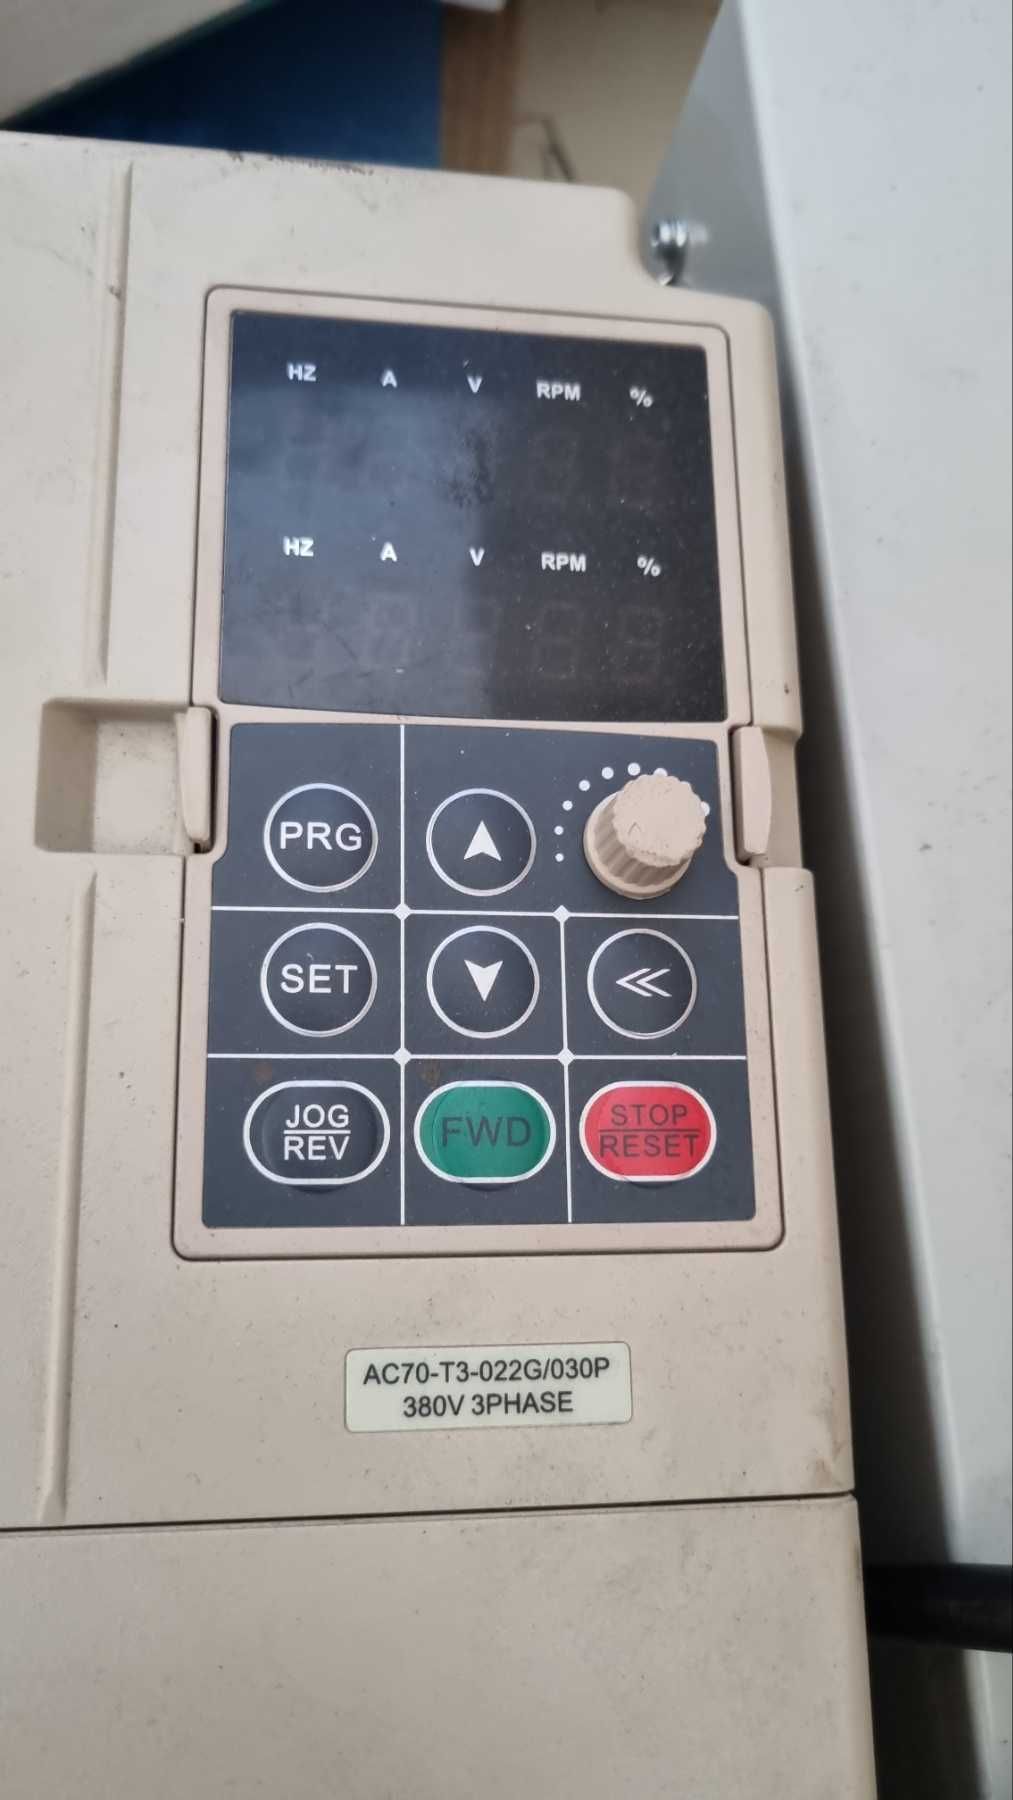 HZ A V RPM %
HZ A V RPM %
PRG
SET
JOG
REV
FWD
STOP
RESET
AC70-T3-022G/030P
380V 3PHASE